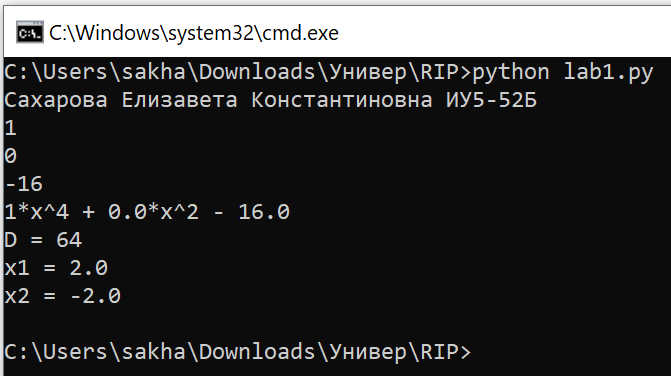 C:\Windows\system32\cmd.exe
C:\Users\sakha\Downloads\Универ\RIP>python lab1.py
Сахарова Елизавета Константиновна ИУ5-52Б
1
0
-16
1*x^4 + 0.0*x^2 - 16.0
D = 64
x1 = 2.0
x2 = -2.0
C:\Users\sakha\Downloads\Универ\RIP>